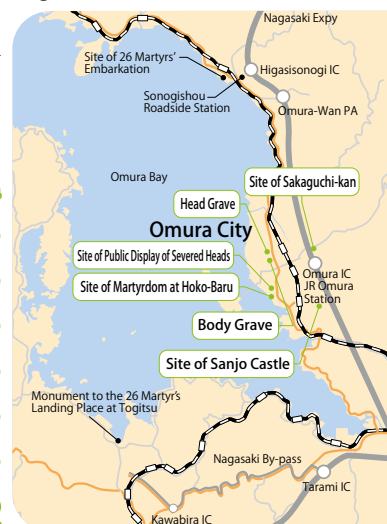 Nagasaki Expy
Site of 26 Martyrs'
Embarkation
Higasisonogi IC
Sonogishou
Roadside Station
Omura-Wan PA
Omura Bay
Site of Sakaguchi-kan
Head Grave
Omura City
Site of Public Display of Severed Heads
Omura IC
JR Omura
Station
Site of Martyrdom at Hoko-Baru
Body Grave
Site of Sanjo Castle
Monument to the 26 Martyr's
Landing Place at Togitsu
Nagasaki By-pass
Tarami IC
Kawabira IC